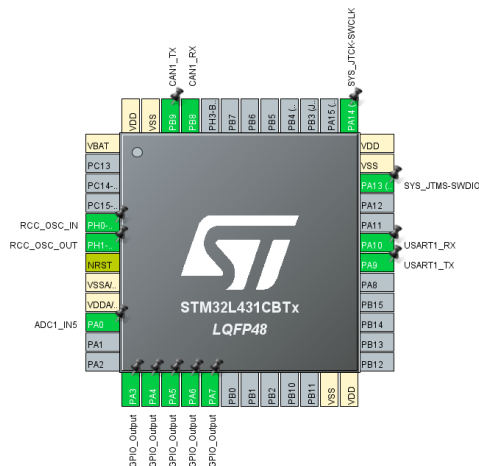 CAN1_TX
CAN1_RX
SYS_JTCK-SWCLK
VDD
VSS
PB9
PB8
PH3-B..
PB7
PB6
PB5
PB4 (..
PB3 (J..
PA15 (..
PA14 (..
VBAT
PC13
PC14-..
PC15-..
RCC_OSC_IN
PH0-..
RCC_OSC_OUT
PH1-..
NRST
VSSA/..
VDDA/..
ADC1_IN5
PA0
PA1
PA2
ST
STM32L431CBTx
LQFP48
VDD
VSS
PA13 (..
SYS_JTMS-SWDIO
PA12
PA11
PA10
USART1_RX
PA9
USART1_TX
PA8
PB15
PB14
PB13
PB12
PA3
PA4
PA5
PA6
PA7
PB0
PB1
PB2
PB10
PB11
VSS
VDD
GPIO_Output
GPIO_Output
GPIO_Output
GPIO_Output
GPIO_Output